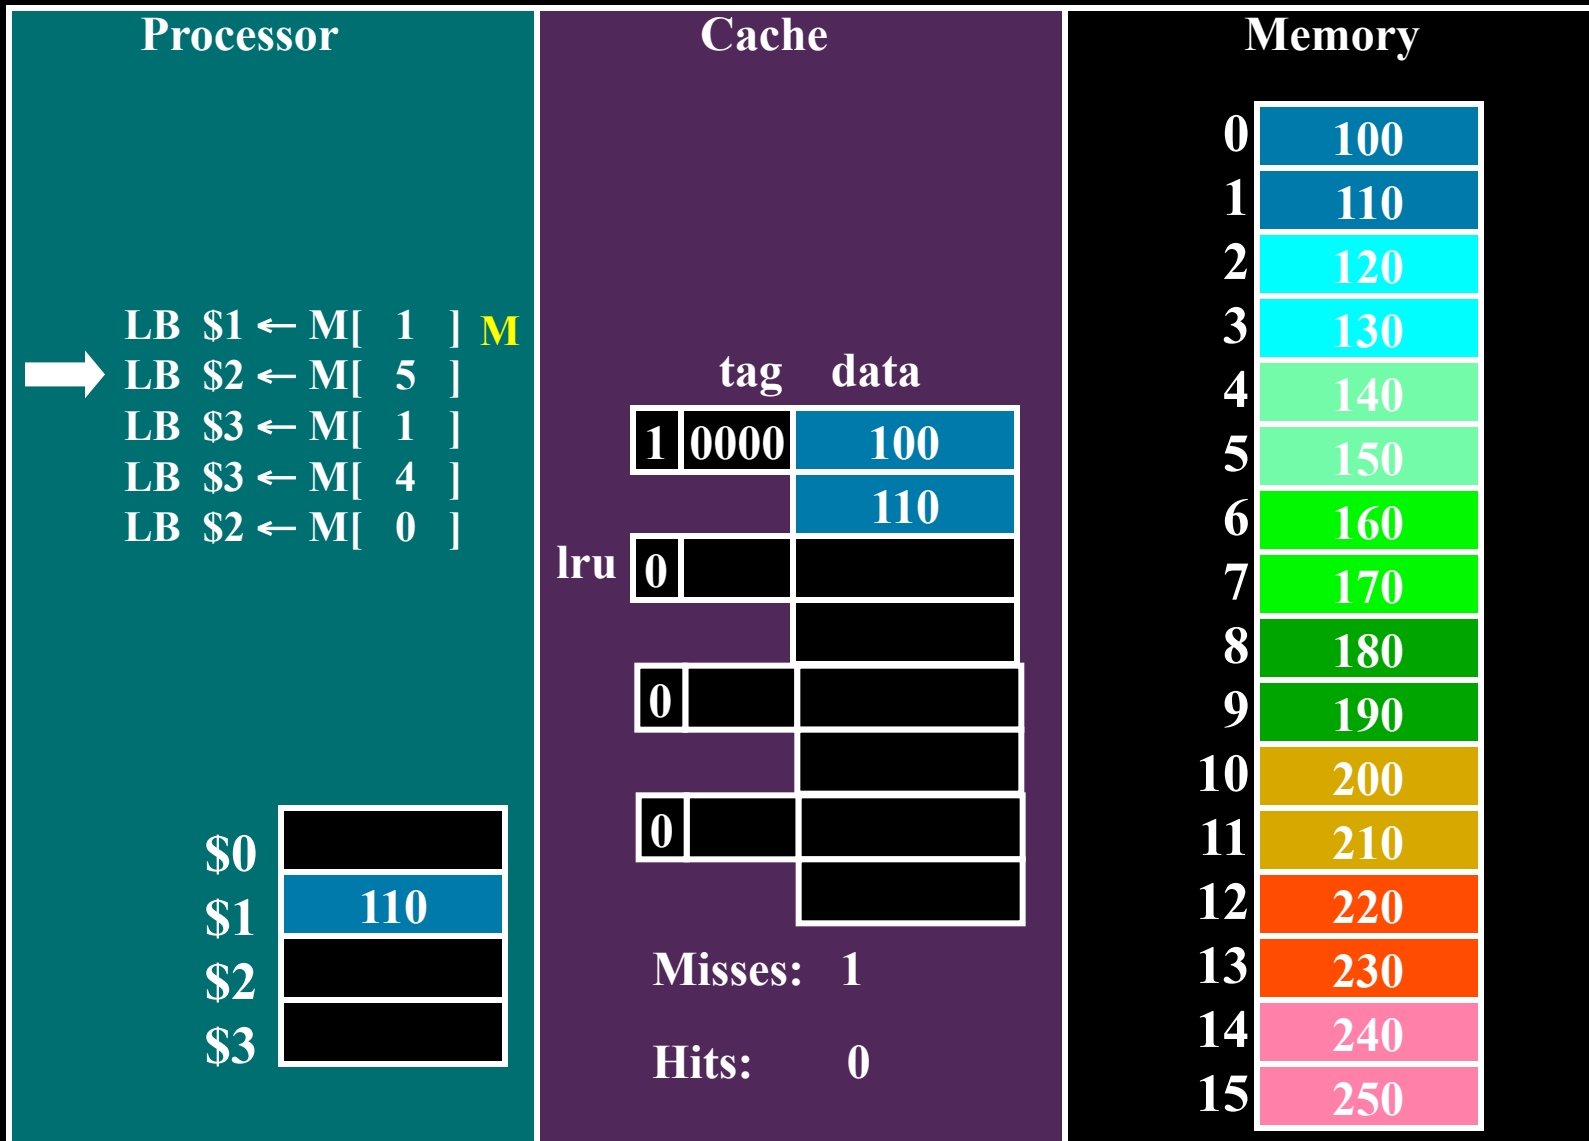 Processor
LB $1 ← M[ 1 ] M
LB $2 ← M[ 5 ]
LB $3 ← M[ 1 ]
LB $3 ← M[ 4 ]
LB $2 ← M[ 0 ]
$0
$1 110
$2
$3
Cache
tag data
1 0000 100
110
lru 0
0
0
Misses: 1
Hits: 0
Memory
0 100
1 110
2 120
3 130
4 140
5 150
6 160
7 170
8 180
9 190
10 200
11 210
12 220
13 230
14 240
15 250